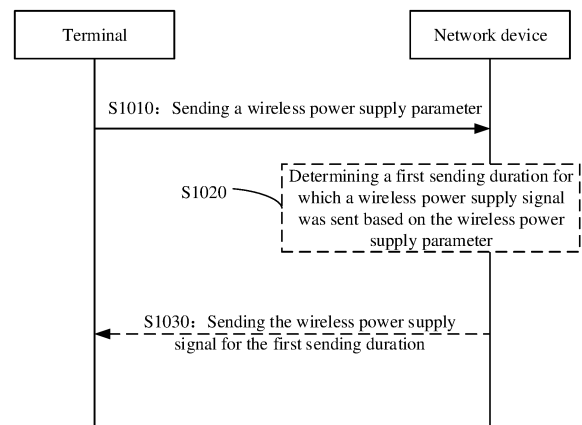 Terminal
Network device
S1010：Sending a wireless power supply parameter
S1020
Determining a first sending duration for
which a wireless power supply signal
was sent based on the wireless power
supply parameter
S1030：Sending the wireless power supply
signal for the first sending duration